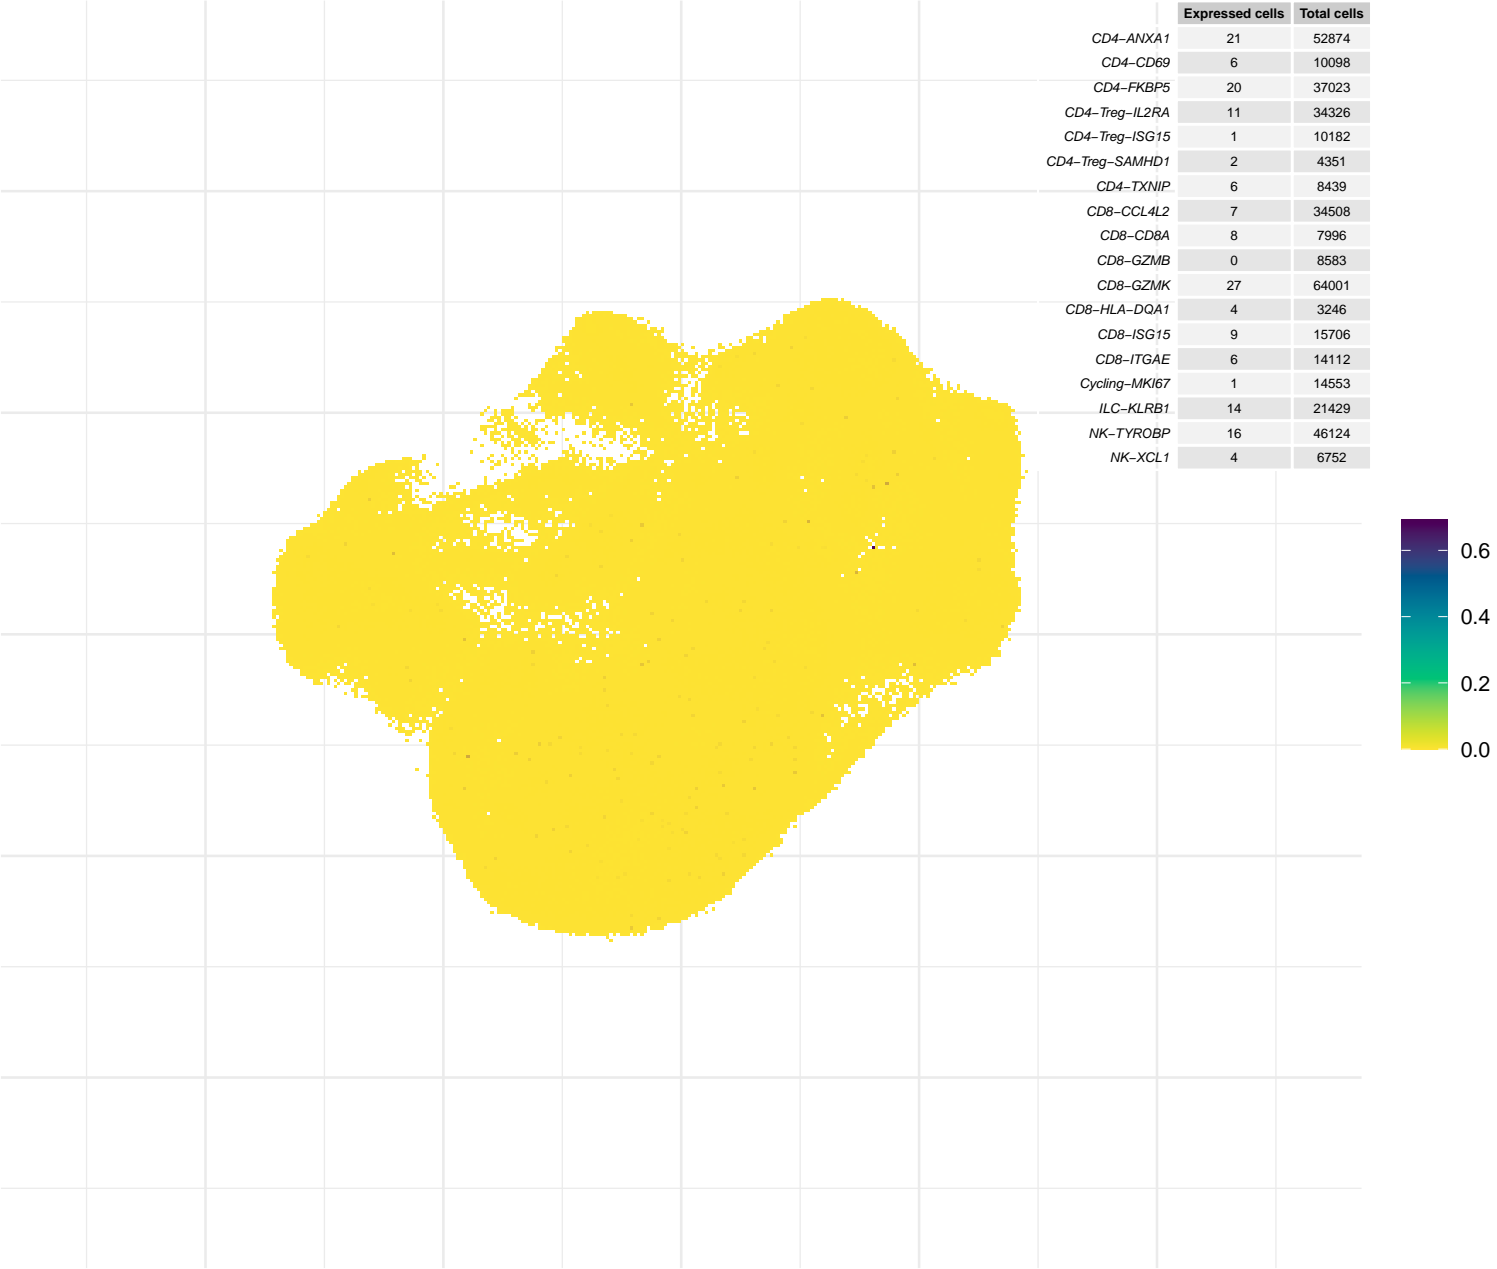 Expressed cells Total cells
CD4−ANXA1 21 52874
CD4−CD69 6 10098
CD4−FKBP5 20 37023
CD4−Treg−IL2RA 11 34326
CD4−Treg−ISG15 1 10182
CD4−Treg−SAMHD1 2 4351
CD4−TXNIP 6 8439
CD8−CCL4L2 7 34508
CD8−CD8A 8 7996
CD8−GZMB 0 8583
CD8−GZMK 27 64001
CD8−HLA−DQA1 4 3246
CD8−ISG15 9 15706
CD8−ITGAE 6 14112
Cycling−MKI67 1 14553
ILC−KLRB1 14 21429
NK−TYROBP 16 46124
NK−XCL1 4 6752
0.6
0.4
0.2
0.0